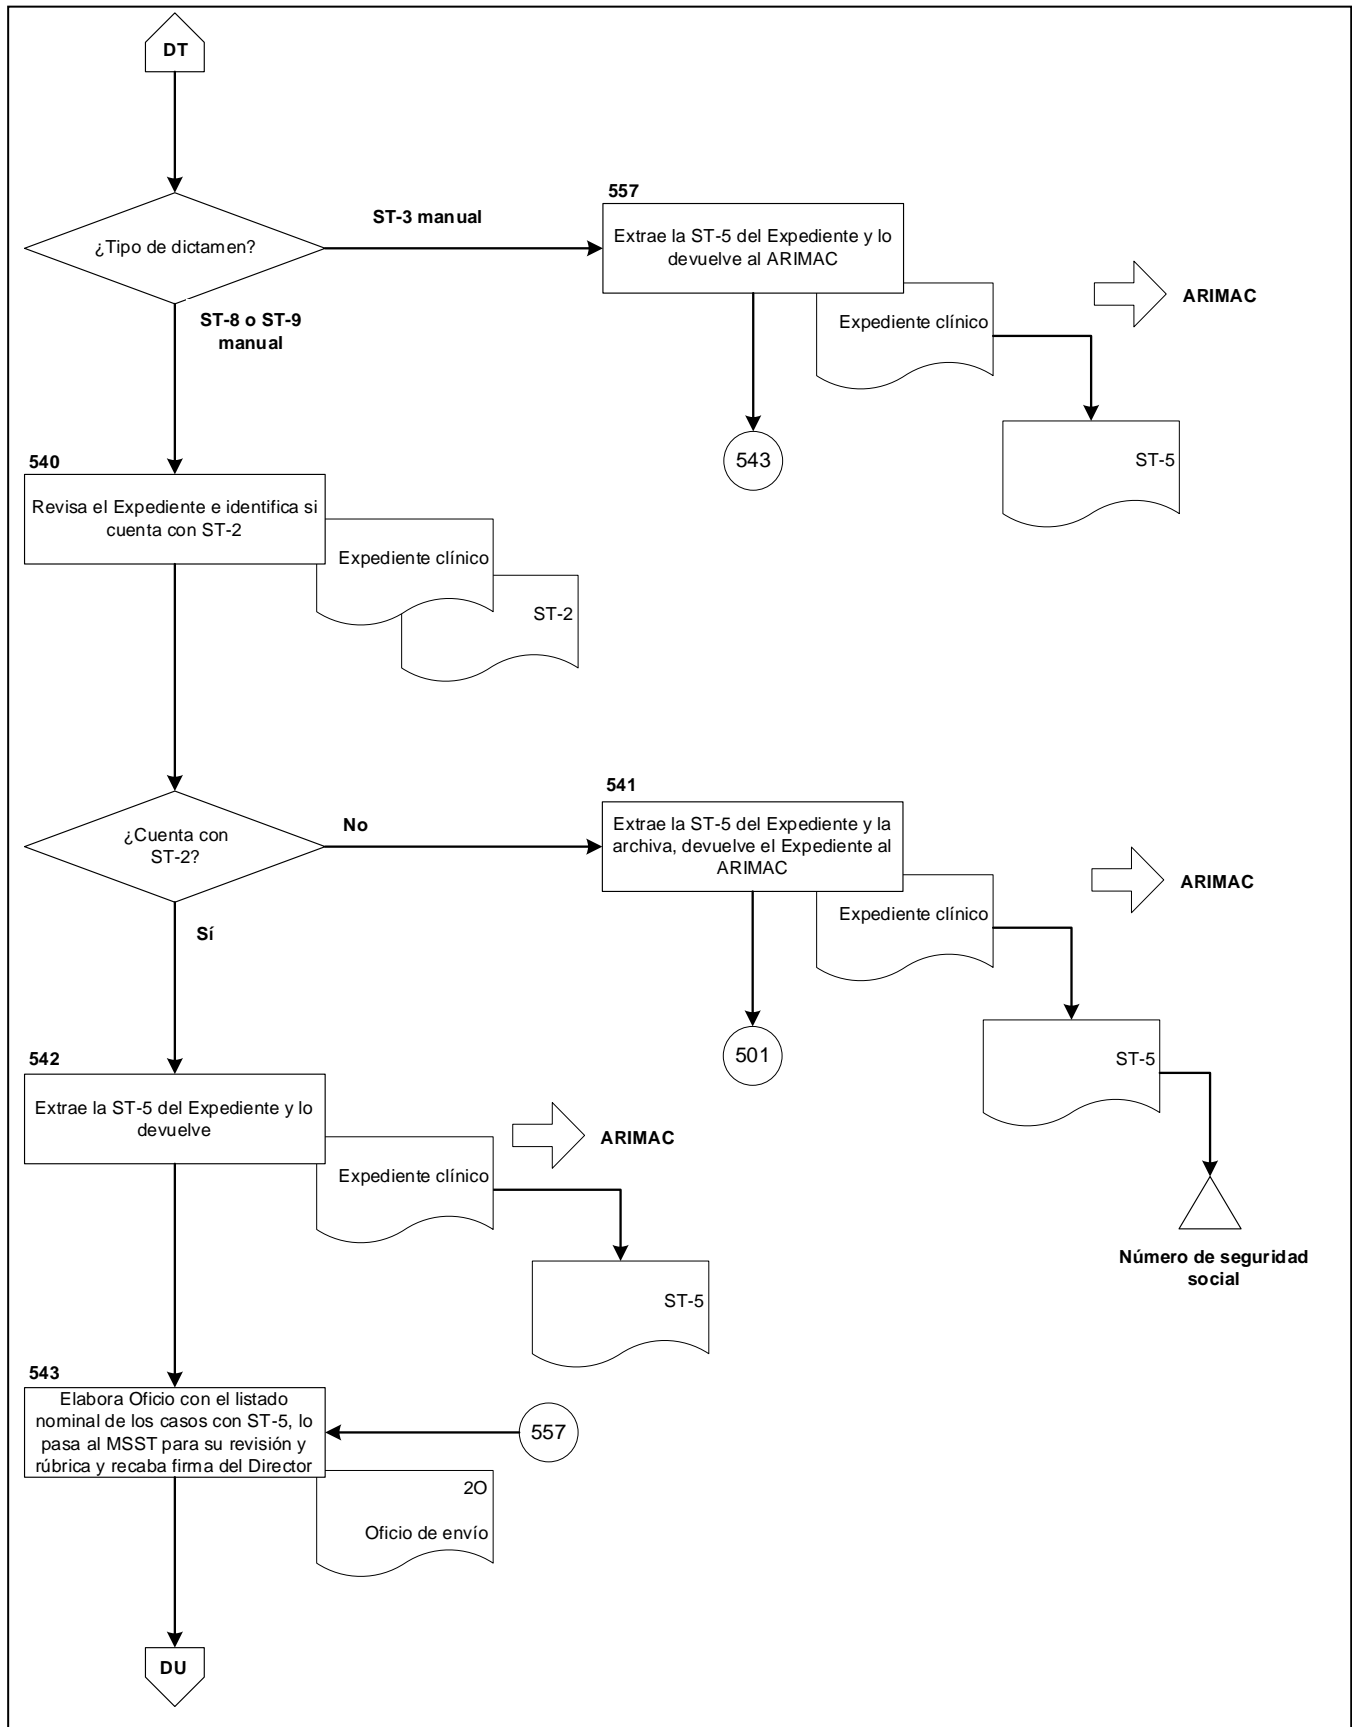 DT
¿Tipo de dictamen?
ST-3 manual
557
Extrae la ST-5 del Expediente y lo
devuelve al ARIMAC
Expediente clínico
ARIMAC
ST-5
543
ST-8 o ST-9
manual
540
Revisa el Expediente e identifica si
cuenta con ST-2
Expediente clínico
ST-2
¿Cuenta con
ST-2?
No
541
Extrae la ST-5 del Expediente y la
archiva, devuelve el Expediente al
ARIMAC
Expediente clínico
ARIMAC
501
ST-5
Número de seguridad
social
Sí
542
Extrae la ST-5 del Expediente y lo
devuelve
Expediente clínico
ARIMAC
ST-5
543
Elabora Oficio con el listado
nominal de los casos con ST-5, lo
pasa al MSST para su revisión y
rúbrica y recaba firma del Director
557
2O
Oficio de envío
DU